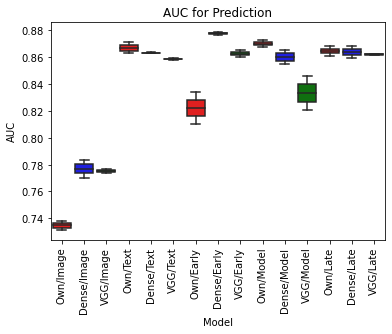 AUC for Prediction
0.88
0.86
0.84
0.82
0.80
0.78
0.76
0.74
AUC
Own/Image
Dense/Image
VGG/Image
Own/Text
Dense/Text
VGG/Text
Own/Early
Dense/Early
VGG/Early
Own/Model
Dense/Model
VGG/Model
Own/Late
Dense/Late
VGG/Late
Model